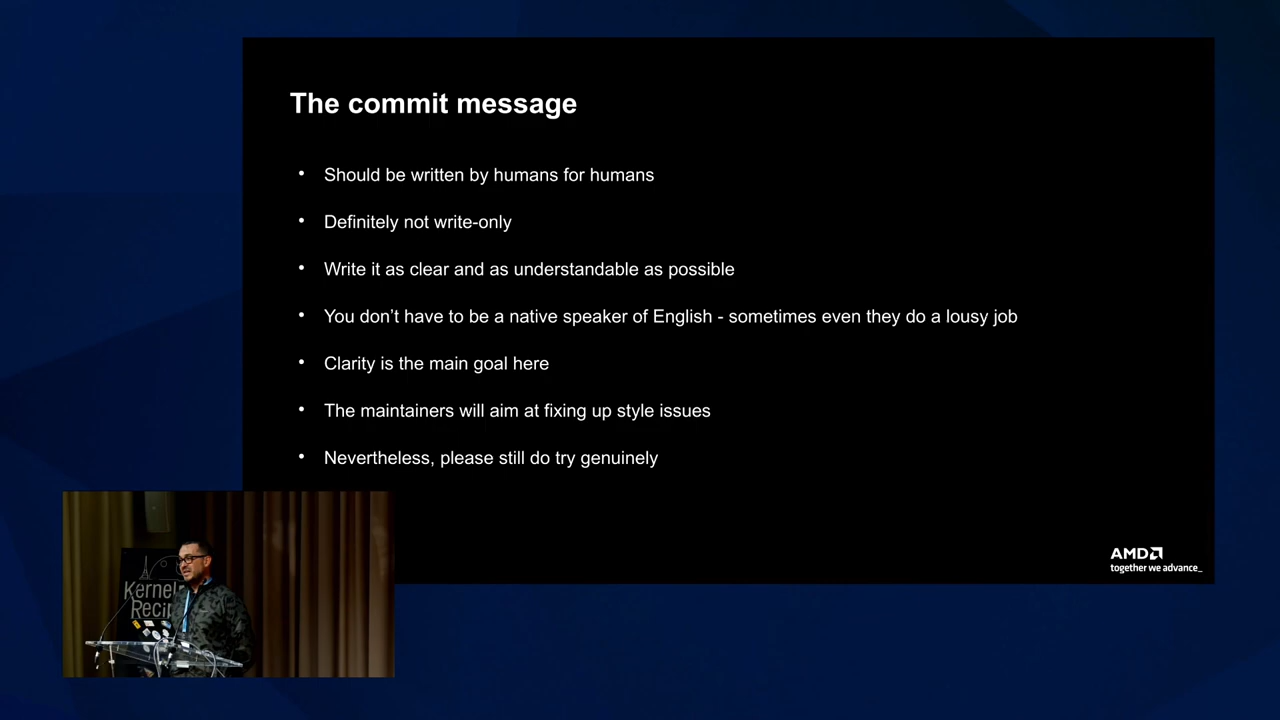 The commit message
• Should be written by humans for humans
• Definitely not write-only
• Write it as clear and as understandable as possible
• You don't have to be a native speaker of English - sometimes even they do a lousy job
• Clarity is the main goal here
• The maintainers will aim at fixing up style issues
• Nevertheless, please still do try genuinely
AMD
together we advance_
Kernel
Recip